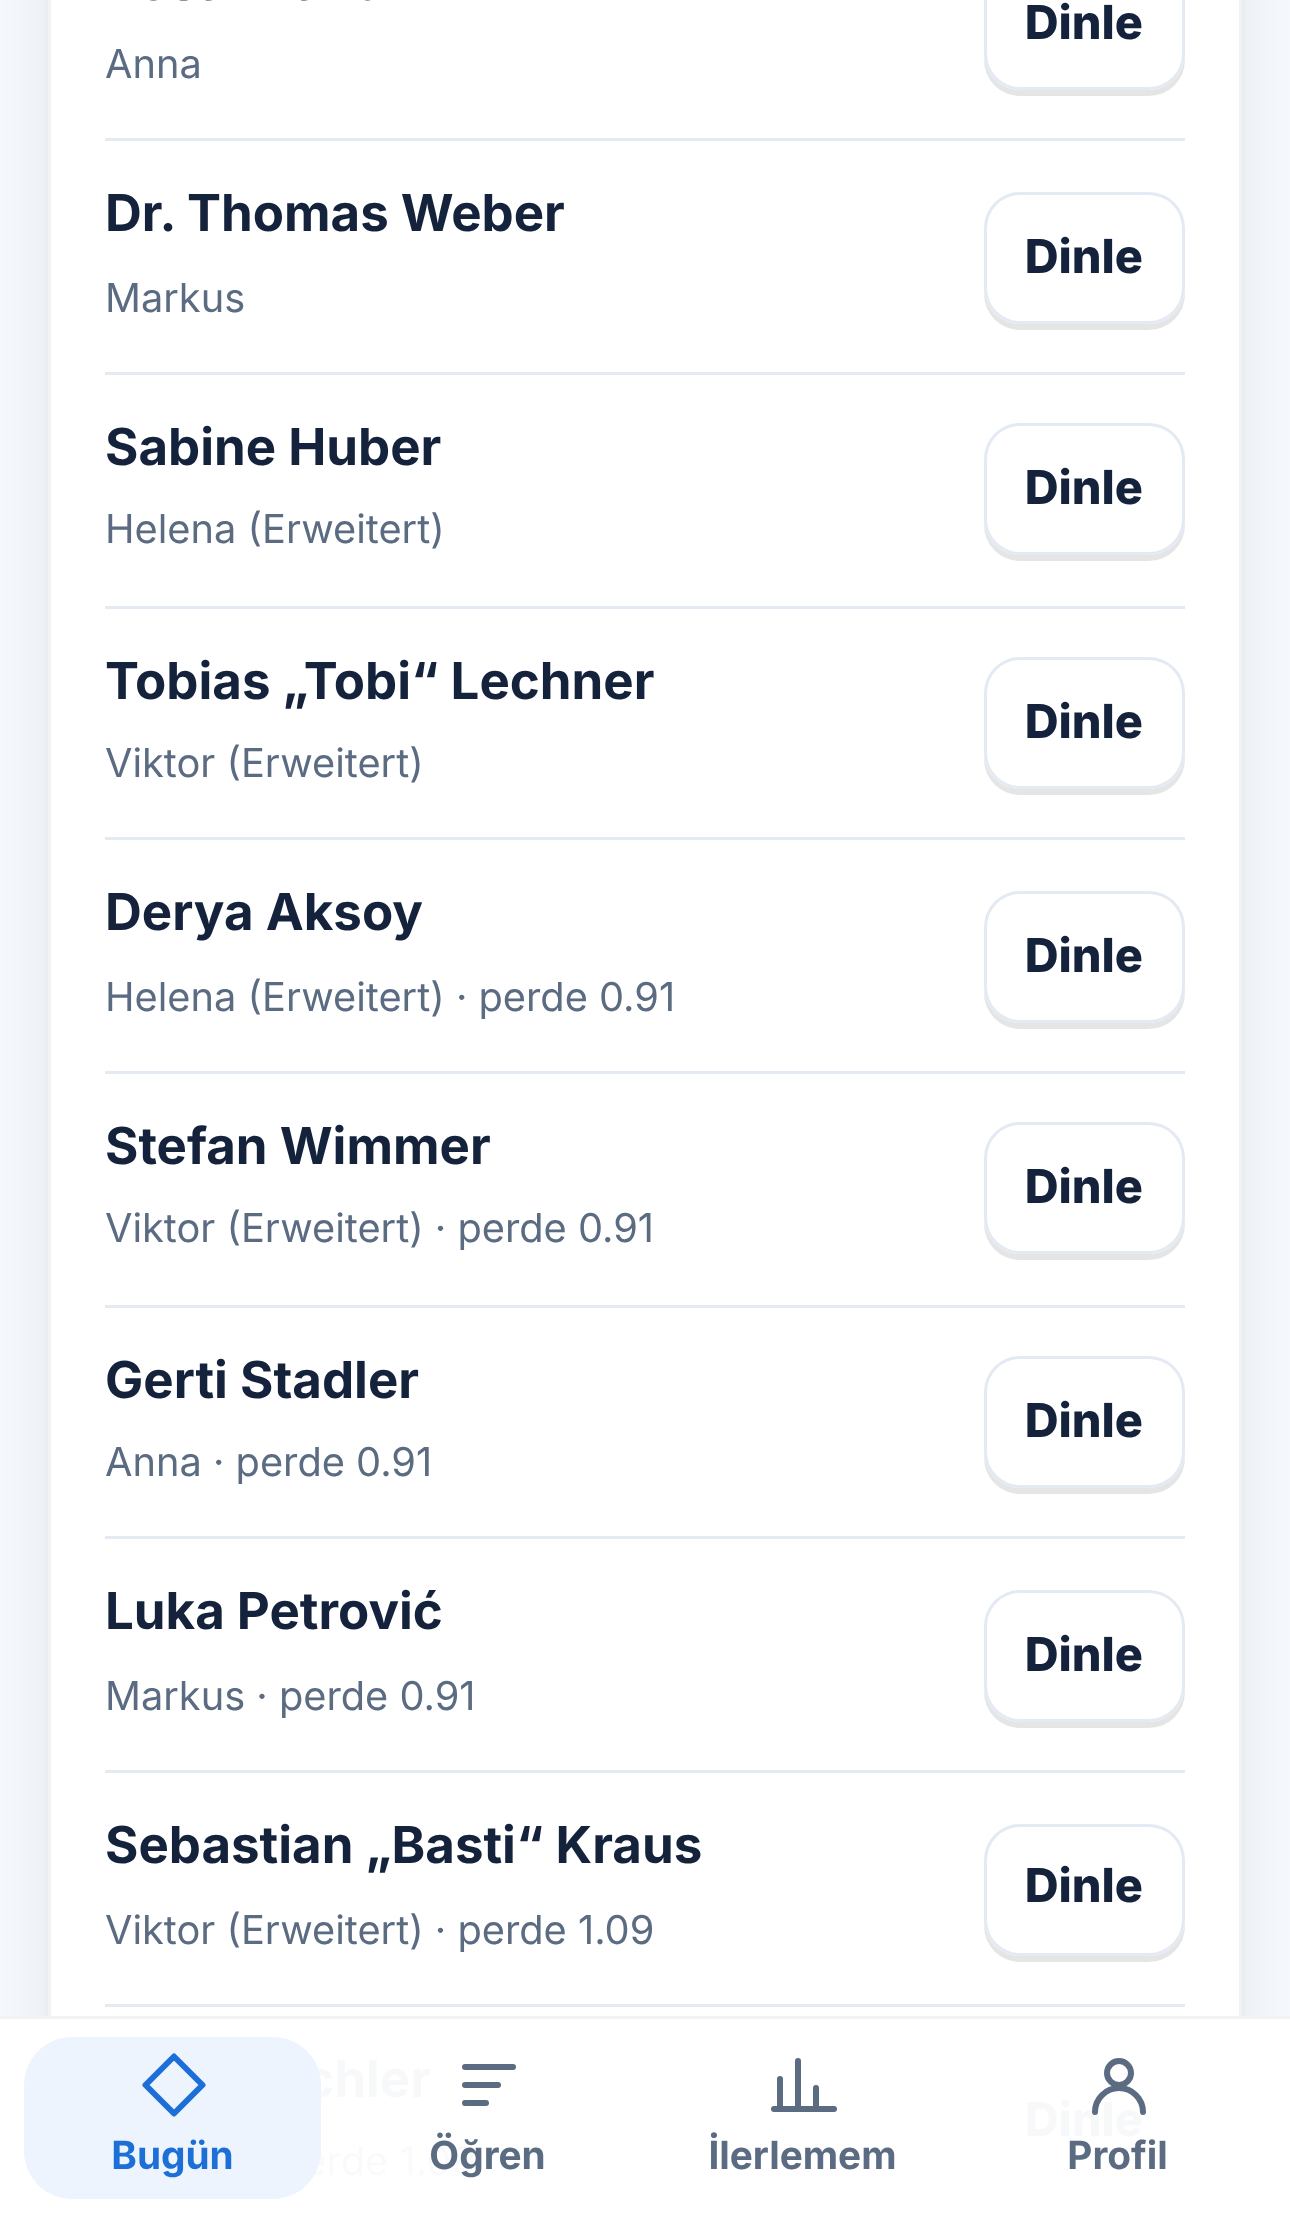 Dinle
Anna
Dr. Thomas Weber
Dinle
Markus
Sabine Huber
Dinle
Helena (Erweitert)
Tobias „Tobi“ Lechner
Dinle
Viktor (Erweitert)
Derya Aksoy
Dinle
Helena (Erweitert) · perde 0.91
Stefan Wimmer
Dinle
Viktor (Erweitert) · perde 0.91
Gerti Stadler
Dinle
Anna · perde 0.91
Luka Petrović
Dinle
Markus · perde 0.91
Sebastian „Basti“ Kraus
Dinle
Viktor (Erweitert) · perde 1.09
Dinle
Bugün
Öğren
İlerlemem
Profil